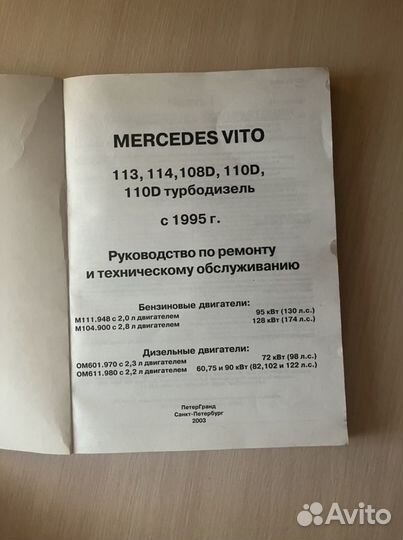 MERCEDES VITO
113, 114,108D, 110D,
110D турбодизель
с 1995 г.
Руководство по ремонту
и техническому обслуживанию
Бензиновые двигатели:
M111.948 с 2,0 л двигателем 95 кВт (130 л.с.)
M104.900 с 2,8 л двигателем 128 кВт (174 л.с.)
Дизельные двигатели:
OM601.970 с 2,3 л двигателем 72 кВт (98 л.с.)
OM611.980 с 2,2 л двигателем 60,75 и 90 кВт (82,102 и 122 л.с.)
ПетерГранд
Санкт-Петербург
2003
Avito